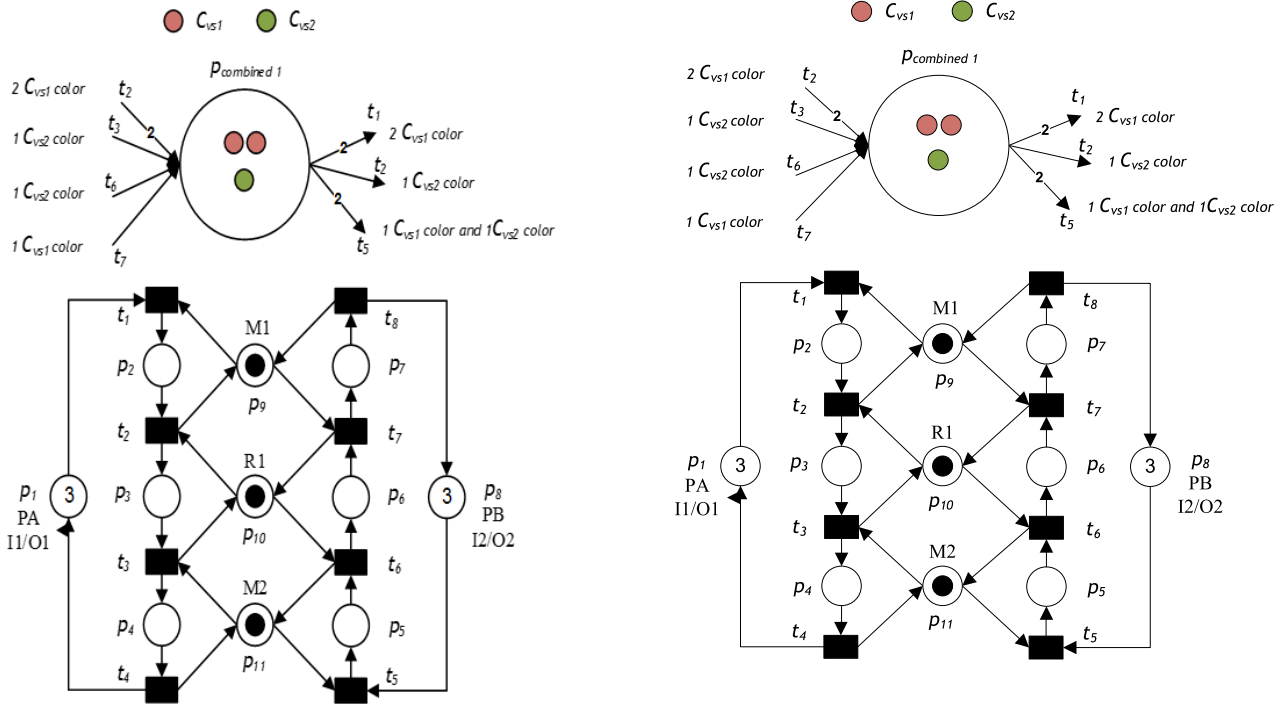 Cvs1 Cvs2
pcombined 1
2 Cvs1 color t2
1 Cvs2 color t3
1 Cvs2 color t6
1 Cvs1 color t7
2
t1 2 Cvs1 color
2
t2 1 Cvs2 color
2
t5 1 Cvs1 color and 1Cvs2 color
t1 M1 t8
p2 p9 p7
t2 R1 t7
p1 3 p3 p10 p6 3 p8
PA PB
I1/O1 I2/O2
t3 M2 t6
p4 p11 p5
t4 t5
Cvs1 Cvs2
pcombined 1
2 Cvs1 color t2
1 Cvs2 color t3
1 Cvs2 color t6
1 Cvs1 color t7
2
t1 2 Cvs1 color
2
t2 1 Cvs2 color
2
t5 1 Cvs1 color and 1Cvs2 color
t1 M1 t8
p2 p9 p7
t2 R1 t7
p1 3 p3 p10 p6 3 p8
PA PB
I1/O1 I2/O2
t3 M2 t6
p4 p11 p5
t4 t5